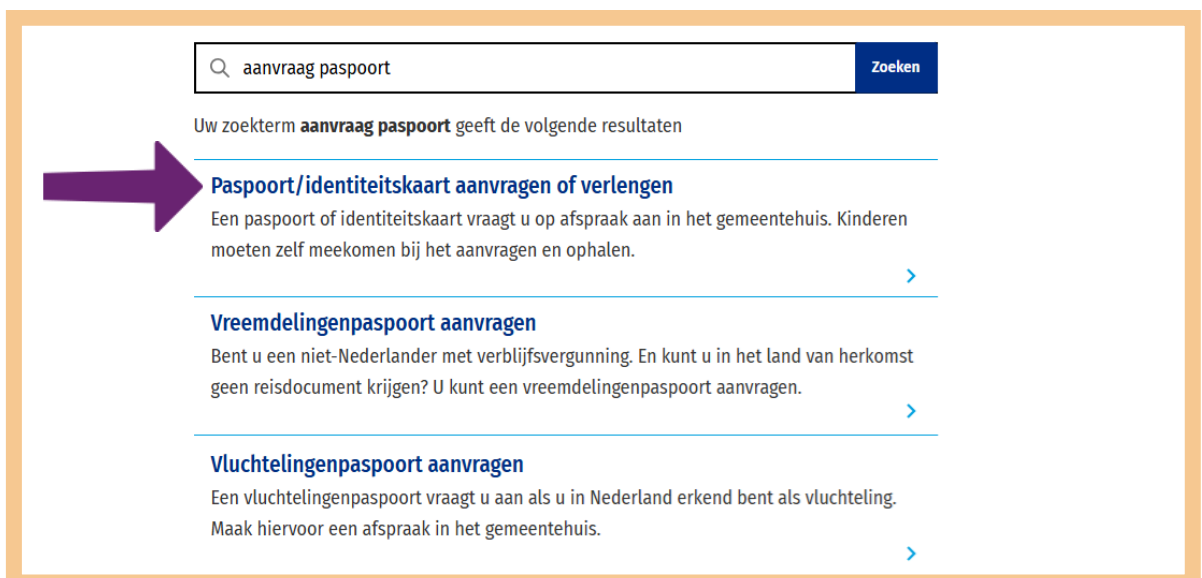 aanvraag paspoort
Zoeken
Uw zoekterm aanvraag paspoort geeft de volgende resultaten
Paspoort/identiteitskaart aanvragen of verlengen
Een paspoort of identiteitskaart vraagt u op afspraak aan in het gemeentehuis. Kinderen
moeten zelf meekomen bij het aanvragen en ophalen.
Vreemdelingenpaspoort aanvragen
Bent u een niet-Nederlander met verblijfsvergunning. En kunt u in het land van herkomst
geen reisdocument krijgen? U kunt een vreemdelingenpaspoort aanvragen.
Vluchtelingenpaspoort aanvragen
Een vluchtelingenpaspoort vraagt u aan als u in Nederland erkend bent als vluchteling.
Maak hiervoor een afspraak in het gemeentehuis.